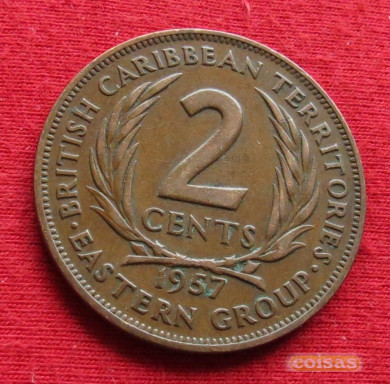 BRITISH CARIBBEAN TERRITORIES
2
CENTS
1957
· EASTERN GROUP ·
coisas